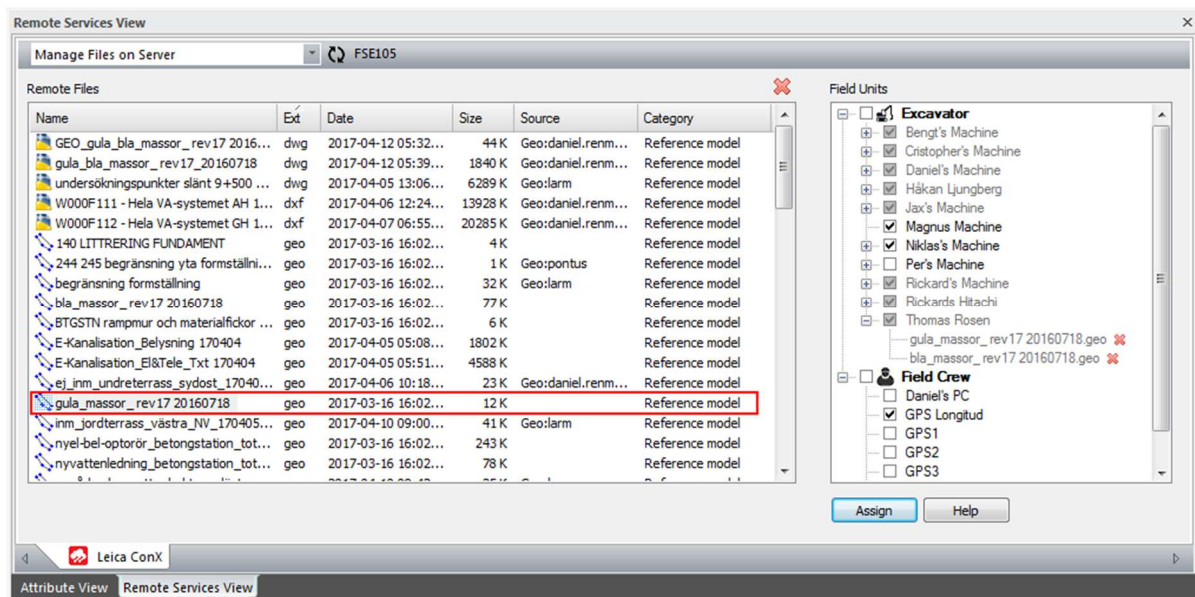 Remote Services View
Manage Files on Server FSE105
Remote Files
Name Ext Date Size Source Category
GEO_gula_bla_massor_ rev17 2016... dwg 2017-04-12 05:32... 44 K Geo:daniel.renm... Reference model
gula_bla_massor_ rev17_20160718 dwg 2017-04-12 05:39... 1840 K Geo:daniel.renm... Reference model
undersökningspunkter slänt 9+500 ... dwg 2017-04-05 13:06... 6289 K Geo:larm Reference model
W000F111 - Hela VA-systemet AH 1... dxf 2017-04-06 12:24... 13928 K Geo:daniel.renm... Reference model
W000F112 - Hela VA-systemet GH 1... dxf 2017-04-07 06:55... 20285 K Geo:daniel.renm... Reference model
140 LITTRERING FUNDAMENT geo 2017-03-16 16:02... 4 K Reference model
244 245 begränsning yta formställni... geo 2017-03-16 16:02... 1 K Geo:pontus Reference model
begränsning formställning geo 2017-03-16 16:02... 32 K Geo:larm Reference model
bla_massor_ rev17 20160718 geo 2017-03-16 16:02... 77 K Reference model
BTGSTN rampmur och materialfickor ... geo 2017-03-16 16:02... 6 K Reference model
E-Kanalisation_Belysning 170404 geo 2017-04-05 05:08... 1802 K Reference model
E-Kanalisation_El&Tele_Txt 170404 geo 2017-04-05 05:51... 4588 K Reference model
ej_inm_undreterrass_sydost_17040... geo 2017-04-06 10:18... 23 K Geo:daniel.renm... Reference model
gula_massor_ rev17 20160718 geo 2017-03-16 16:02... 12 K Reference model
inm_jordterrass_västra_NV_170405... geo 2017-04-10 09:00... 41 K Geo:larm Reference model
nyel-bel-optorör_betongstation_tot... geo 2017-03-16 16:02... 243 K Reference model
nyvattenledning_betongstation_tot... geo 2017-03-16 16:02... 78 K Reference model
Field Units
Excavator
Bengt's Machine
Cristopher's Machine
Daniel's Machine
Håkan Ljungberg
Jax's Machine
Magnus Machine
Niklas's Machine
Per's Machine
Rickard's Machine
Rickards Hitachi
Thomas Rosen
gula_massor_ rev17 20160718.geo
bla_massor_ rev17 20160718.geo
Field Crew
Daniel's PC
GPS Longitud
GPS1
GPS2
GPS3
Assign Help
Leica ConX
Attribute View Remote Services View